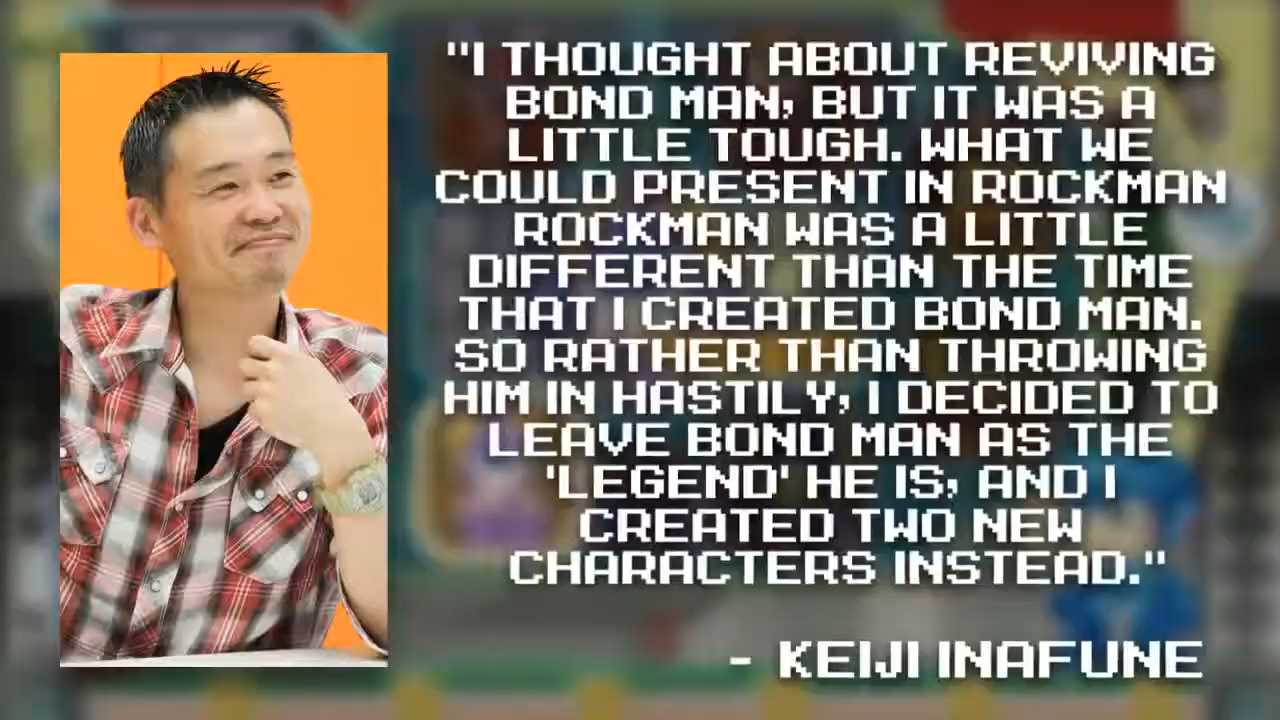 "I THOUGHT ABOUT REVIVING
BOND MAN, BUT IT WAS A
LITTLE TOUGH. WHAT WE
COULD PRESENT IN ROCKMAN
ROCKMAN WAS A LITTLE
DIFFERENT THAN THE TIME
THAT I CREATED BOND MAN.
SO RATHER THAN THROWING
HIM IN HASTILY, I DECIDED TO
LEAVE BOND MAN AS THE
'LEGEND' HE IS, AND I
CREATED TWO NEW
CHARACTERS INSTEAD."
- KEIJI INAFUNE